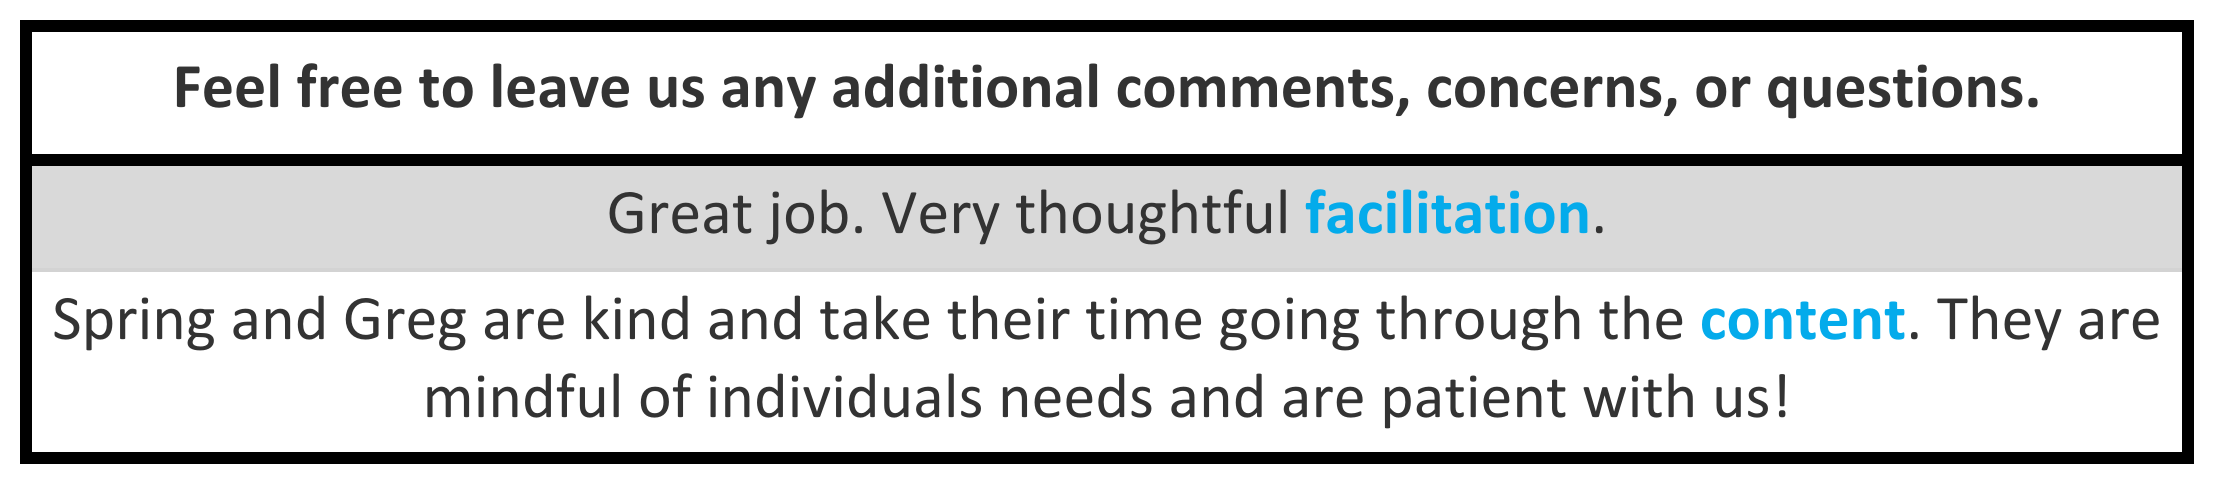 Feel free to leave us any additional comments, concerns, or questions.
Great job. Very thoughtful facilitation.
Spring and Greg are kind and take their time going through the content. They are
mindful of individuals needs and are patient with us!